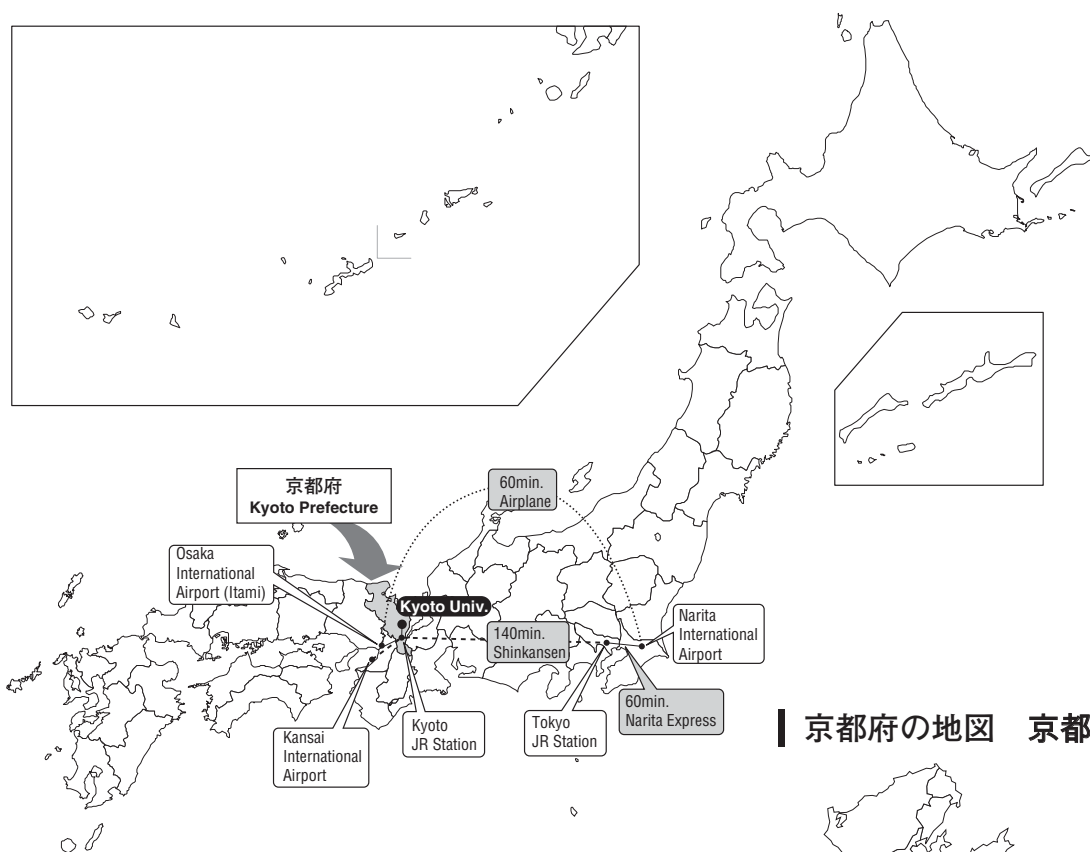 60min.
Airplane
京都府
Kyoto Prefecture
Osaka
International
Airport (Itami)
Kyoto Univ.
140min.
Shinkansen
Narita
International
Airport
60min.
Narita Express
Tokyo
JR Station
Kyoto
JR Station
Kansai
International
Airport
京都府の地図 京都